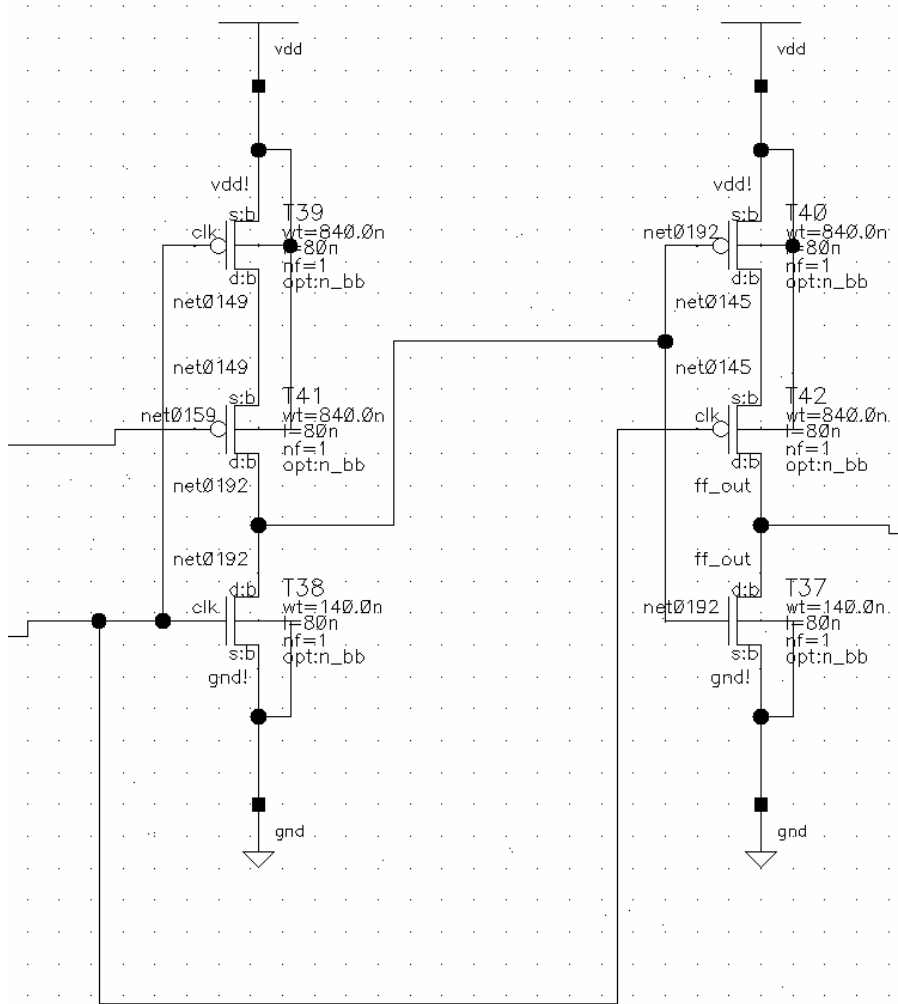 vdd
vdd!
s:b
T39
clk
wt=840.0n
l=80n
nf=1
d:b
opt:n_bb
net0149
net0149
s:b
T41
net0159
wt=840.0n
l=80n
nf=1
d:b
opt:n_bb
net0192
net0192
d:b
T38
clk
wt=140.0n
l=80n
nf=1
s:b
opt:n_bb
gnd!
gnd
vdd
vdd!
s:b
T40
net0192
wt=840.0n
l=80n
nf=1
d:b
opt:n_bb
net0145
net0145
s:b
T42
clk
wt=840.0n
l=80n
nf=1
d:b
opt:n_bb
ff_out
ff_out
d:b
T37
net0192
wt=140.0n
l=80n
nf=1
s:b
opt:n_bb
gnd!
gnd